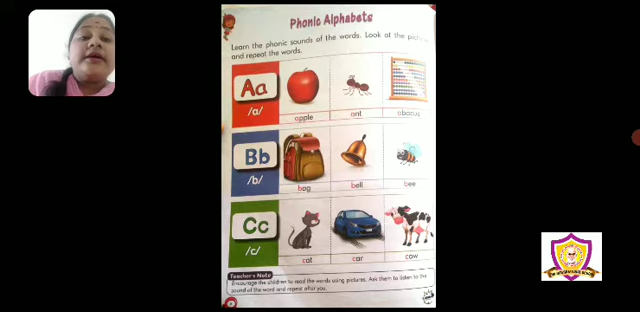 Phonic Alphabets
Learn the phonic sounds of the words. Look at the pictu
and repeat the words.
Aa
/a/
apple
ant
abacus
Bb
/b/
bag
bell
bee
Cc
/c/
cat
car
cow
Teacher's Note
Encourage the children to read the words using pictures. Ask them to listen to the
sound of the word and repeat after you.